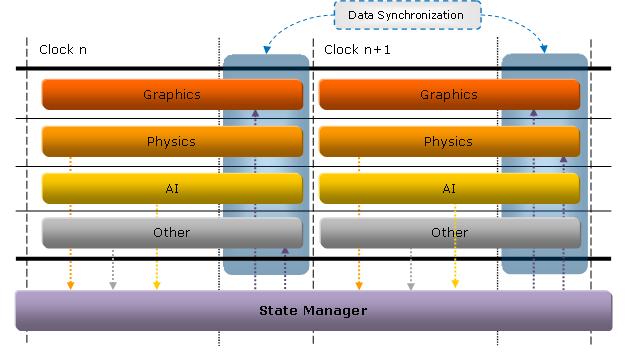 Data Synchronization
Clock n
Clock n+1
Graphics
Graphics
Physics
Physics
AI
AI
Other
Other
State Manager